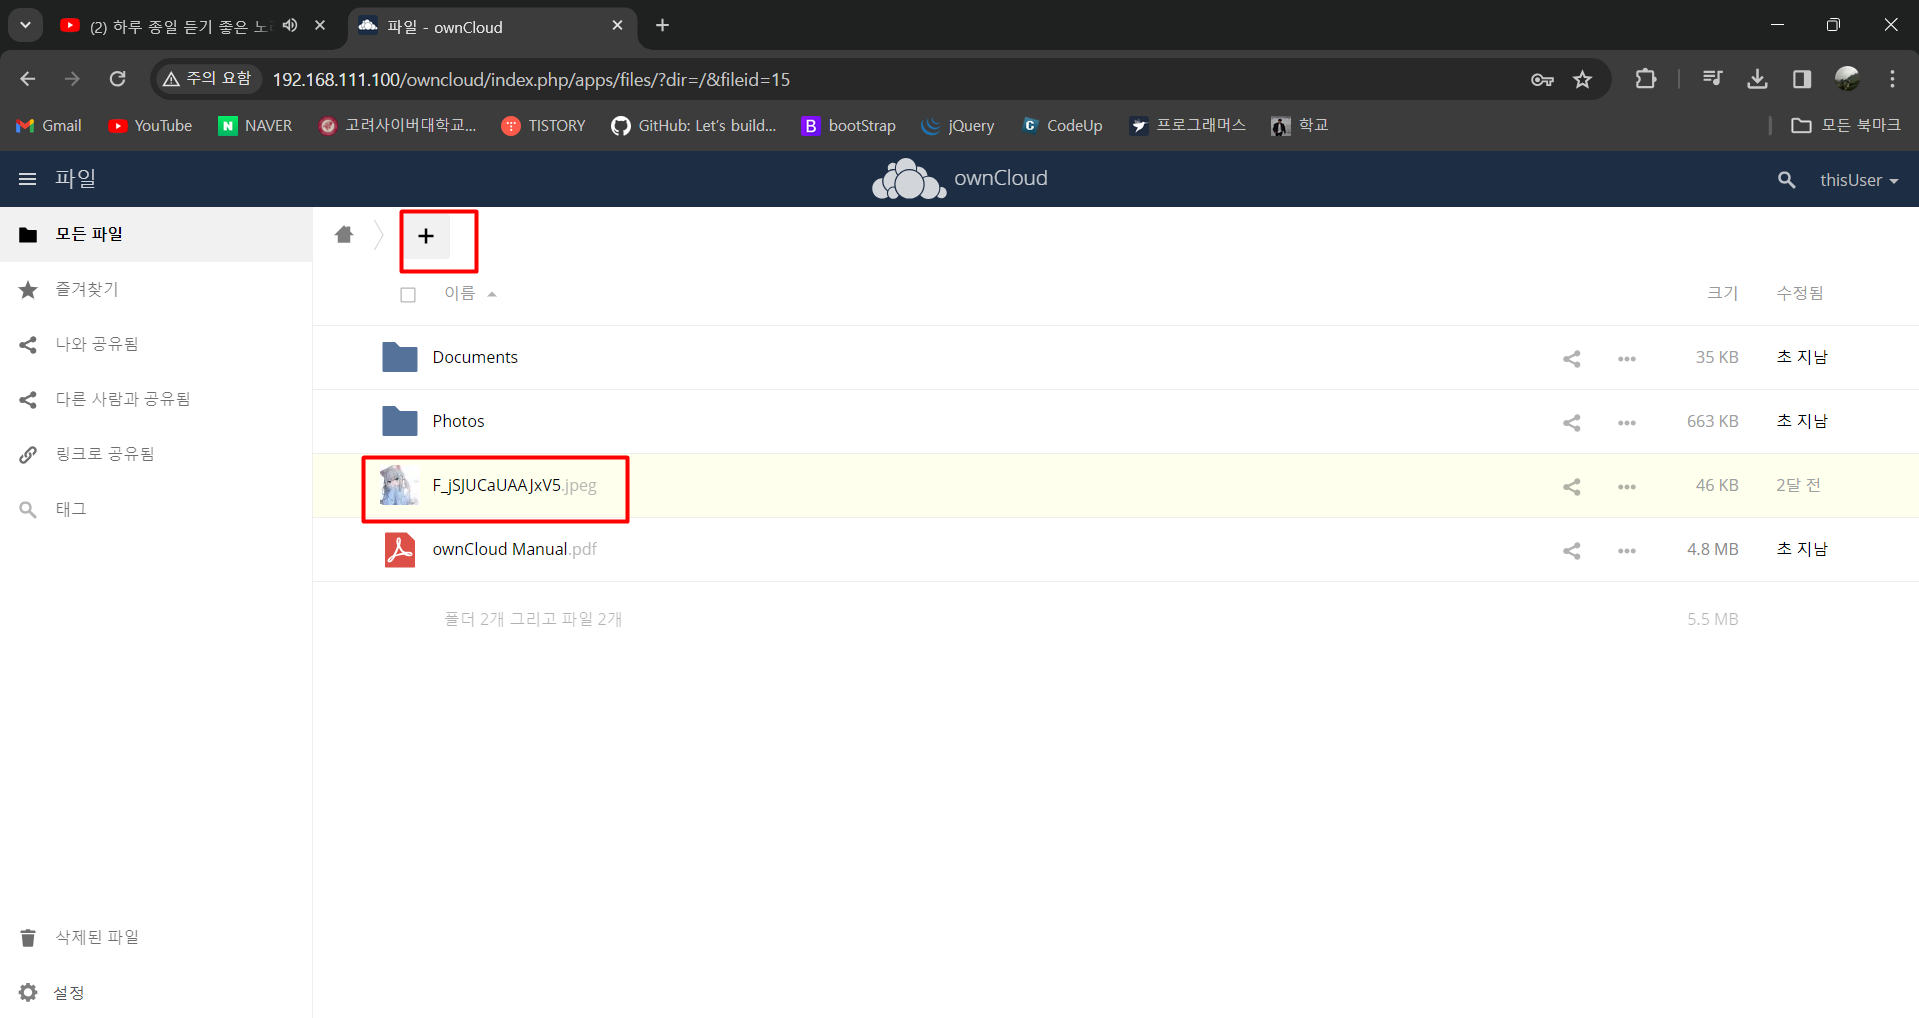 (2) 하루 종일 듣기 좋은 노래
파일 - ownCloud
주의 요함
192.168.111.100/owncloud/index.php/apps/files/?dir=/&fileid=15
Gmail
YouTube
NAVER
고려사이버대학교...
TISTORY
GitHub: Let's build...
bootStrap
jQuery
CodeUp
프로그래머스
학교
모든 북마크
파일
ownCloud
thisUser
모든 파일
즐겨찾기
나와 공유됨
다른 사람과 공유됨
링크로 공유됨
태그
삭제된 파일
설정
이름 크기 수정됨
Documents 35 KB 초 지남
Photos 663 KB 초 지남
F_jSJUCaUAAJxV5.jpeg 46 KB 2달 전
ownCloud Manual.pdf 4.8 MB 초 지남
폴더 2개 그리고 파일 2개 5.5 MB